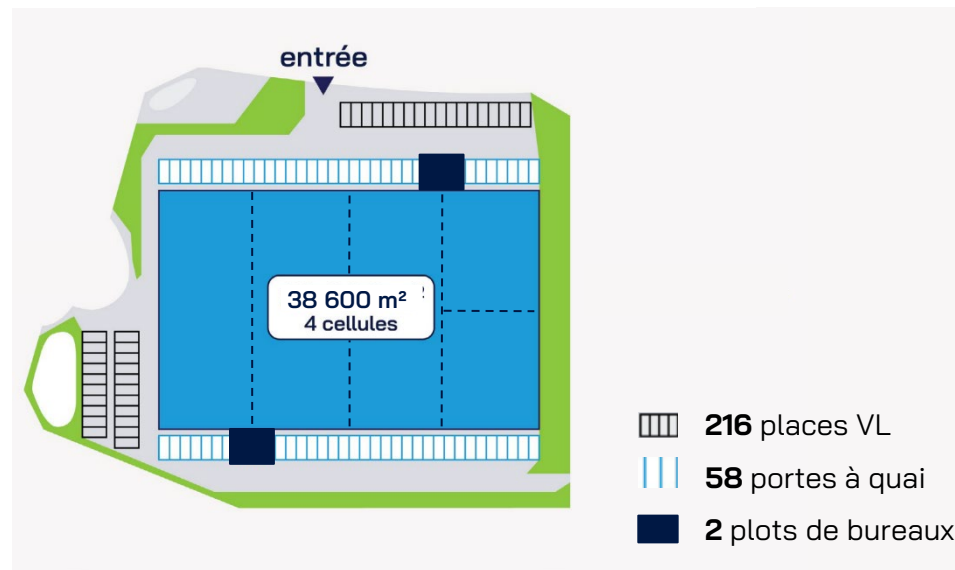 entrée
38 600 m²
4 cellules
216 places VL
58 portes à quai
2 plots de bureaux